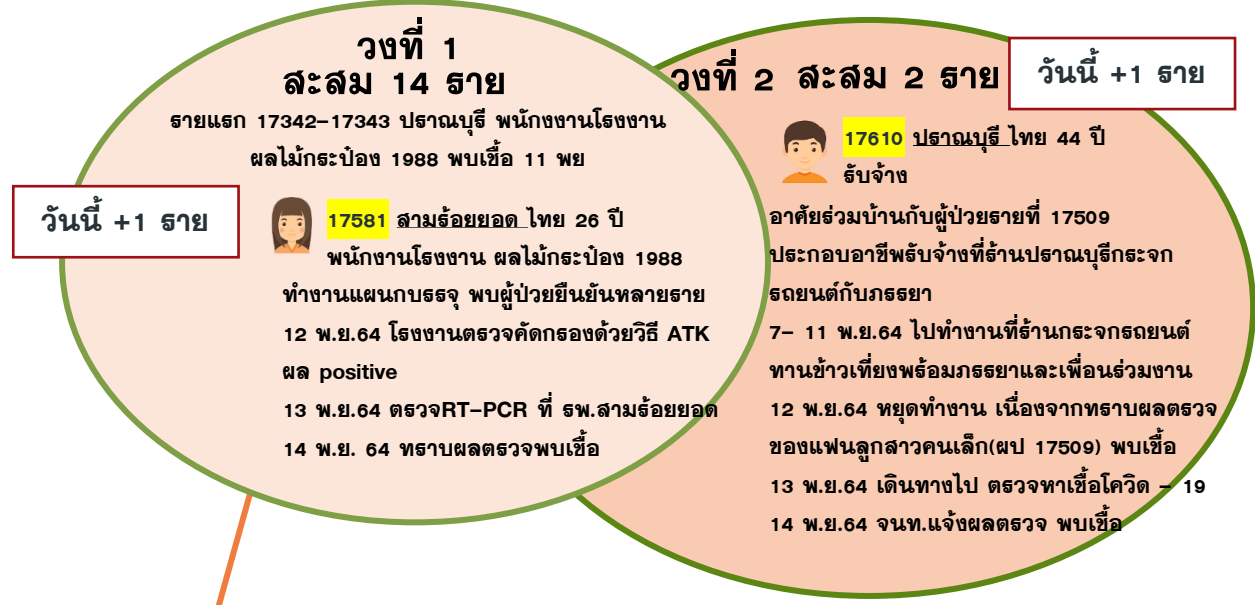 วงที่ 1
สะสม 14 ราย
รายแรก 17342–17343 ปราณบุรี พนักงงานโรงงาน
ผลไม้กระป๋อง 1988 พบเชื้อ 11 พย
วันนี้ +1 ราย
17581 สามร้อยยอด ไทย 26 ปี
พนักงานโรงงาน ผลไม้กระป๋อง 1988
ทำงานแผนกบรรจุ พบผู้ป่วยยืนยันหลายราย
12 พ.ย.64 โรงงานตรวจคัดกรองด้วยวิธี ATK
ผล positive
13 พ.ย.64 ตรวจRT–PCR ที่ รพ.สามร้อยยอด
14 พ.ย. 64 ทราบผลตรวจพบเชื้อ
วงที่ 2 สะสม 2 ราย
วันนี้ +1 ราย
17610 ปราณบุรี ไทย 44 ปี
รับจ้าง
อาศัยร่วมบ้านกับผู้ป่วยรายที่ 17509
ประกอบอาชีพรับจ้างที่ร้านปราณบุรีกระจก
รถยนต์กับภรรยา
7– 11 พ.ย.64 ไปทำงานที่ร้านกระจกรถยนต์
ทานข้าวเที่ยงพร้อมภรรยาและเพื่อนร่วมงาน
12 พ.ย.64 หยุดทำงาน เนื่องจากทราบผลตรวจ
ของแฟนลูกสาวคนเล็ก(ผป 17509) พบเชื้อ
13 พ.ย.64 เดินทางไป ตรวจหาเชื้อโควิด – 19
14 พ.ย.64 จนท.แจ้งผลตรวจ พบเชื้อ